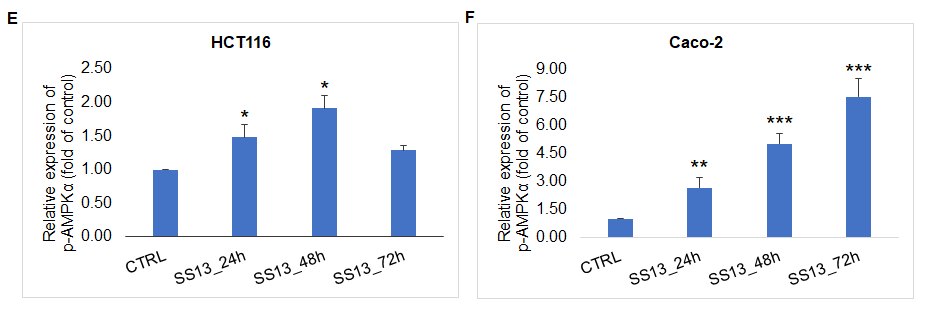 E
HCT116
Relative expression of
p-AMPKα (fold of control)
2.50
2.00
1.50
1.00
0.50
0.00
*
*
CTRL
SS13_24h
SS13_48h
SS13_72h
F
Caco-2
Relative expression of
p-AMPKα (fold of control)
9.00
7.50
6.00
4.50
3.00
1.50
0.00
**
***
***
CTRL
SS13_24h
SS13_48h
SS13_72h